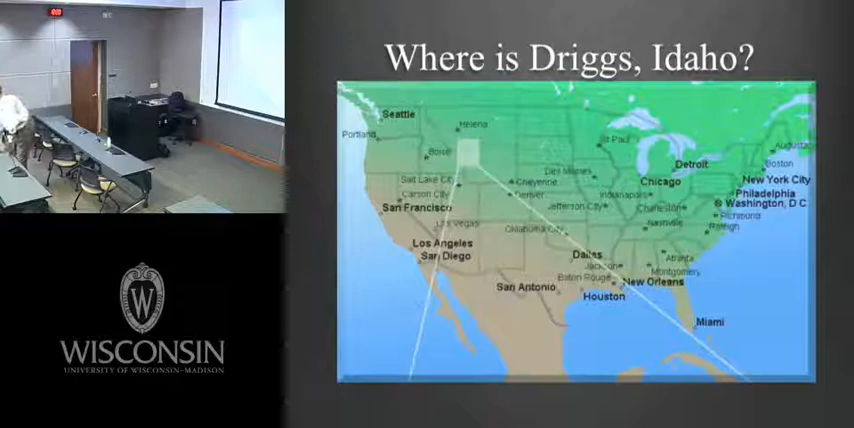 Where is Driggs, Idaho?
Seattle
Helena
Portland
Boise
St Paul
Augusta
Boston
Detroit
Des Moines
Chicago
New York City
Salt Lake City
Cheyenne
Philadelphia
Carson City
Denver
Indianapolis
Washington, D C
San Francisco
Jefferson City
Charleston
Richmond
Las Vegas
Oklahoma City
Nashville
Raleigh
Los Angeles
San Diego
Dallas
Atlanta
Jackson
Montgomery
Baton Rouge
New Orleans
San Antonio
Houston
Miami
W
WISCONSIN
UNIVERSITY OF WISCONSIN–MADISON